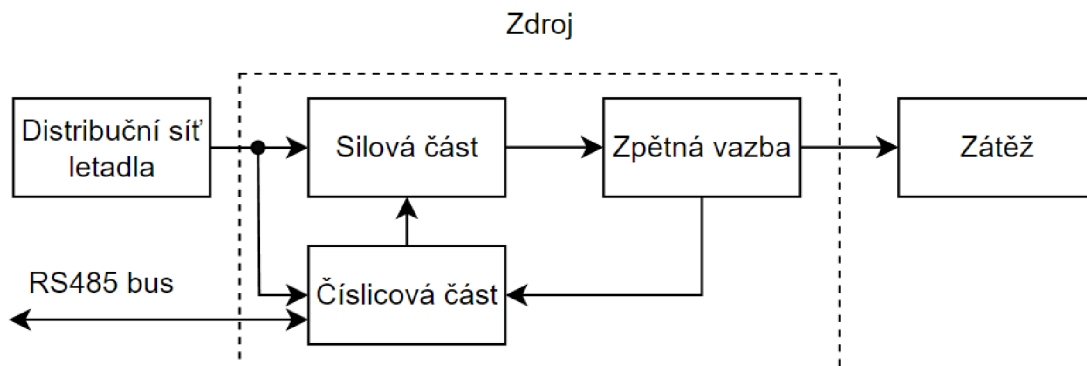 Zdroj
Distribuční síť
letadla
Silová část
Zpětná vazba
Zátěž
RS485 bus
Číslicová část